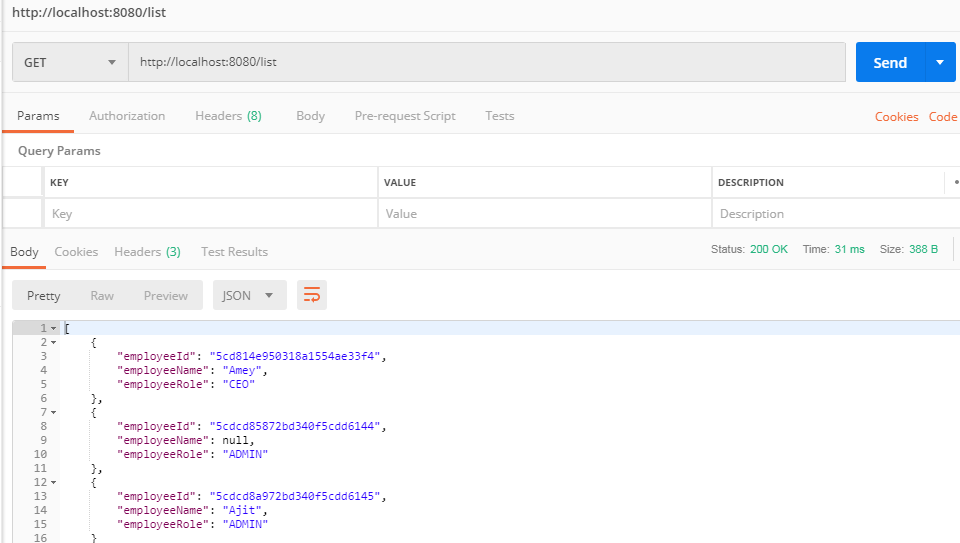 http://localhost:8080/list
GET http://localhost:8080/list Send
Params Authorization Headers (8) Body Pre-request Script Tests Cookies Code
Query Params
KEY VALUE DESCRIPTION
Key Value Description
Body Cookies Headers (3) Test Results Status: 200 OK Time: 31 ms Size: 388 B
Pretty Raw Preview JSON
1 [
2 {
3 "employeeId": "5cd814e950318a1554ae33f4",
4 "employeeName": "Amey",
5 "employeeRole": "CEO"
6 },
7 {
8 "employeeId": "5cdcd85872bd340f5cdd6144",
9 "employeeName": null,
10 "employeeRole": "ADMIN"
11 },
12 {
13 "employeeId": "5cdcd8a972bd340f5cdd6145",
14 "employeeName": "Ajit",
15 "employeeRole": "ADMIN"
16 }